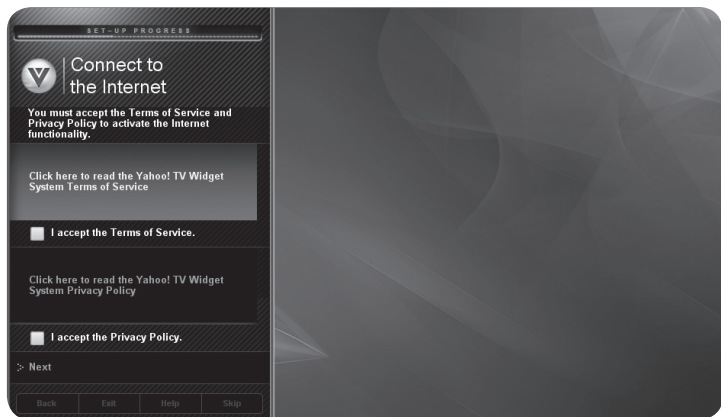 SET-UP PROGRESS
Connect to
the Internet
You must accept the Terms of Service and
Privacy Policy to activate the Internet
functionality.
Click here to read the Yahoo! TV Widget
System Terms of Service
I accept the Terms of Service.
Click here to read the Yahoo! TV Widget
System Privacy Policy
I accept the Privacy Policy.
Next
Back Exit Help Skip